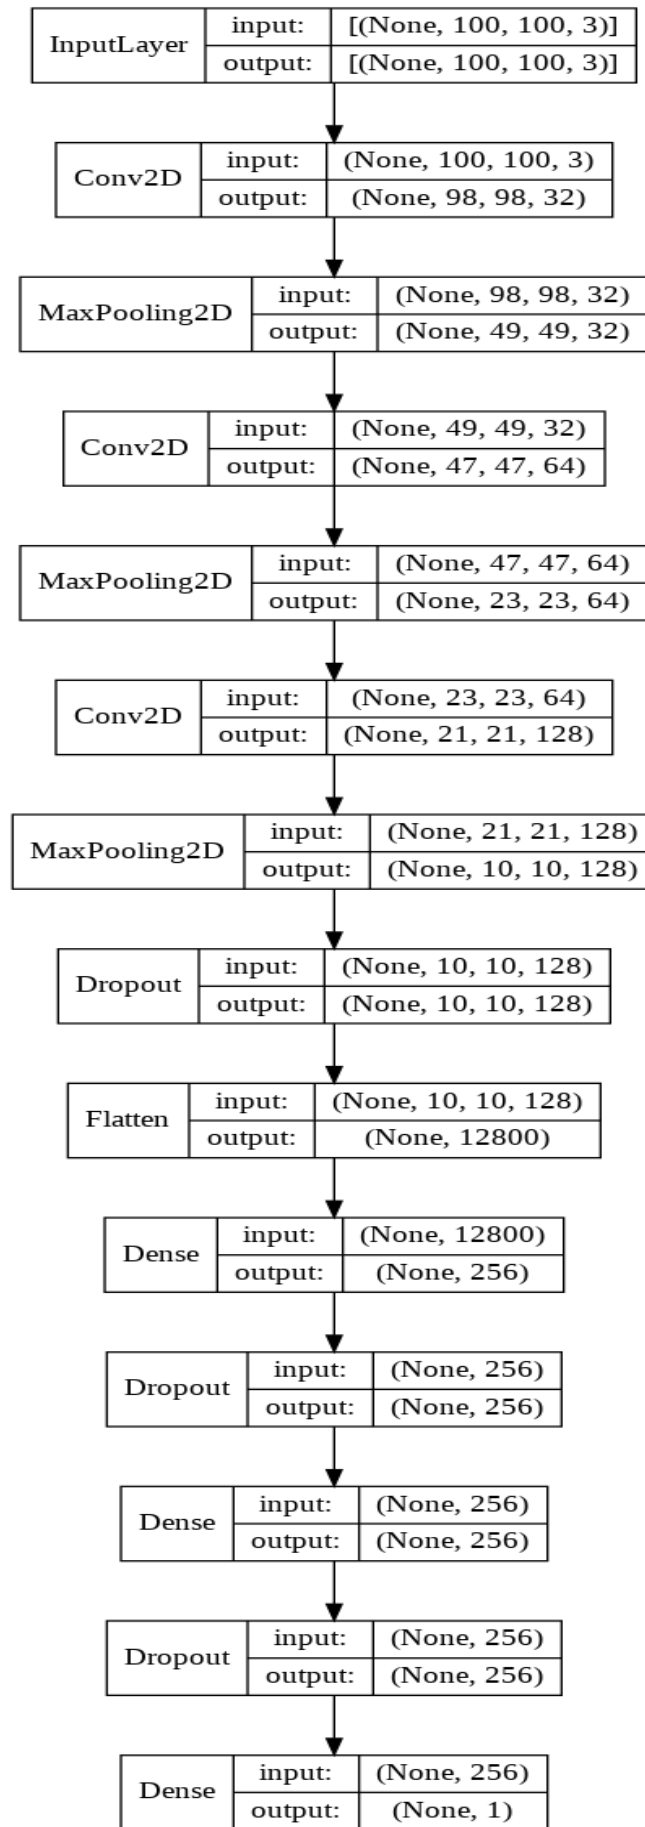 InputLayer
input: [(None, 100, 100, 3)]
output: [(None, 100, 100, 3)]
Conv2D
input: (None, 100, 100, 3)
output: (None, 98, 98, 32)
MaxPooling2D
input: (None, 98, 98, 32)
output: (None, 49, 49, 32)
Conv2D
input: (None, 49, 49, 32)
output: (None, 47, 47, 64)
MaxPooling2D
input: (None, 47, 47, 64)
output: (None, 23, 23, 64)
Conv2D
input: (None, 23, 23, 64)
output: (None, 21, 21, 128)
MaxPooling2D
input: (None, 21, 21, 128)
output: (None, 10, 10, 128)
Dropout
input: (None, 10, 10, 128)
output: (None, 10, 10, 128)
Flatten
input: (None, 10, 10, 128)
output: (None, 12800)
Dense
input: (None, 12800)
output: (None, 256)
Dropout
input: (None, 256)
output: (None, 256)
Dense
input: (None, 256)
output: (None, 256)
Dropout
input: (None, 256)
output: (None, 256)
Dense
input: (None, 256)
output: (None, 1)